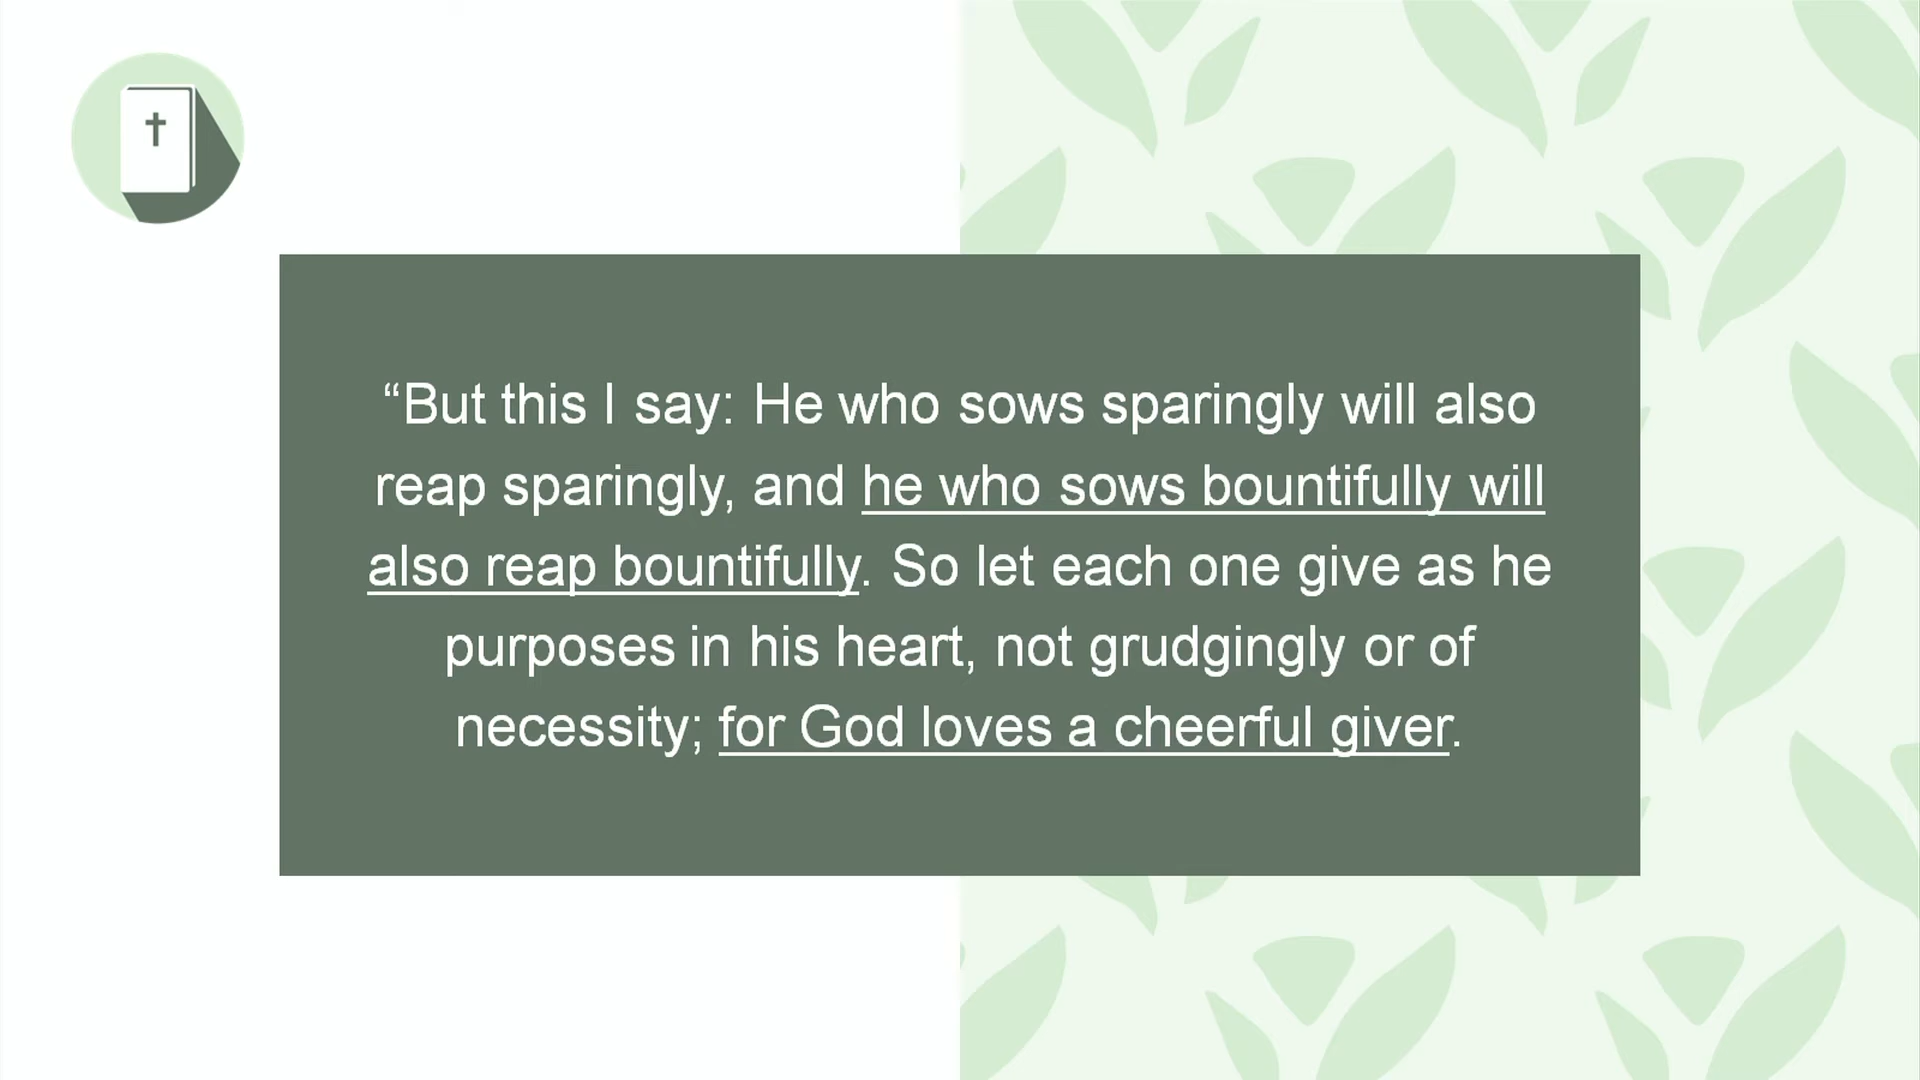 “But this I say: He who sows sparingly will also
reap sparingly, and he who sows bountifully will
also reap bountifully. So let each one give as he
purposes in his heart, not grudgingly or of
necessity; for God loves a cheerful giver.